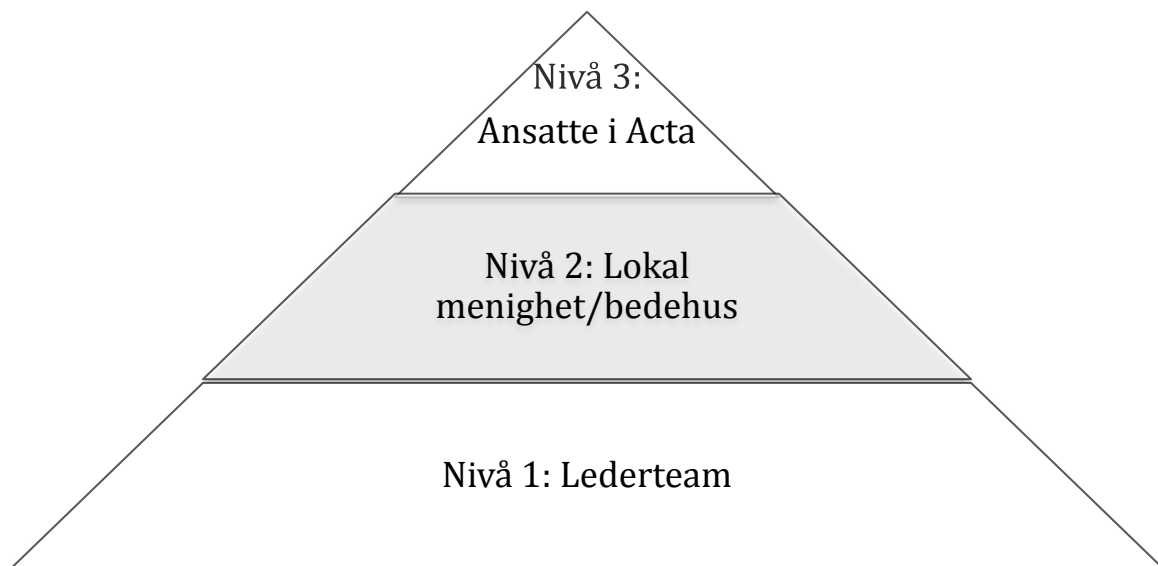 Nivå 3:
Ansatte i Acta
Nivå 2: Lokal
menighet/bedehus
Nivå 1: Lederteam